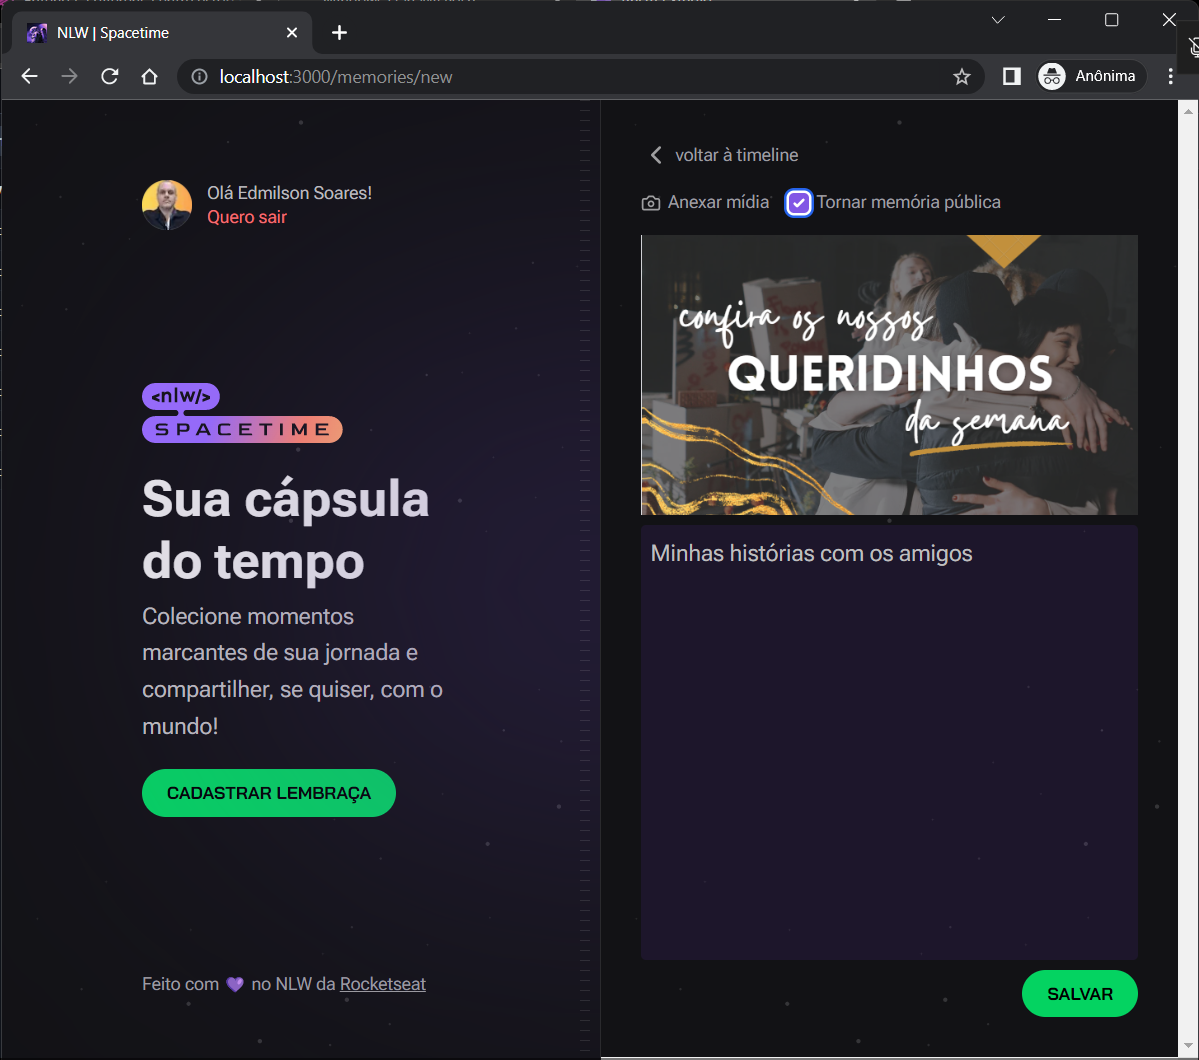 NLW | Spacetime
localhost:3000/memories/new
Anônima
Olá Edmilson Soares!
Quero sair
<nlw/>
SPACETIME
Sua cápsula
do tempo
Colecione momentos
marcantes de sua jornada e
compartilher, se quiser, com o
mundo!
CADASTRAR LEMBRAÇA
Feito com 💜 no NLW da Rocketseat
voltar à timeline
Anexar mídia
Tornar memória pública
confira os nossos
QUERIDINHOS
da semana
Minhas histórias com os amigos
SALVAR